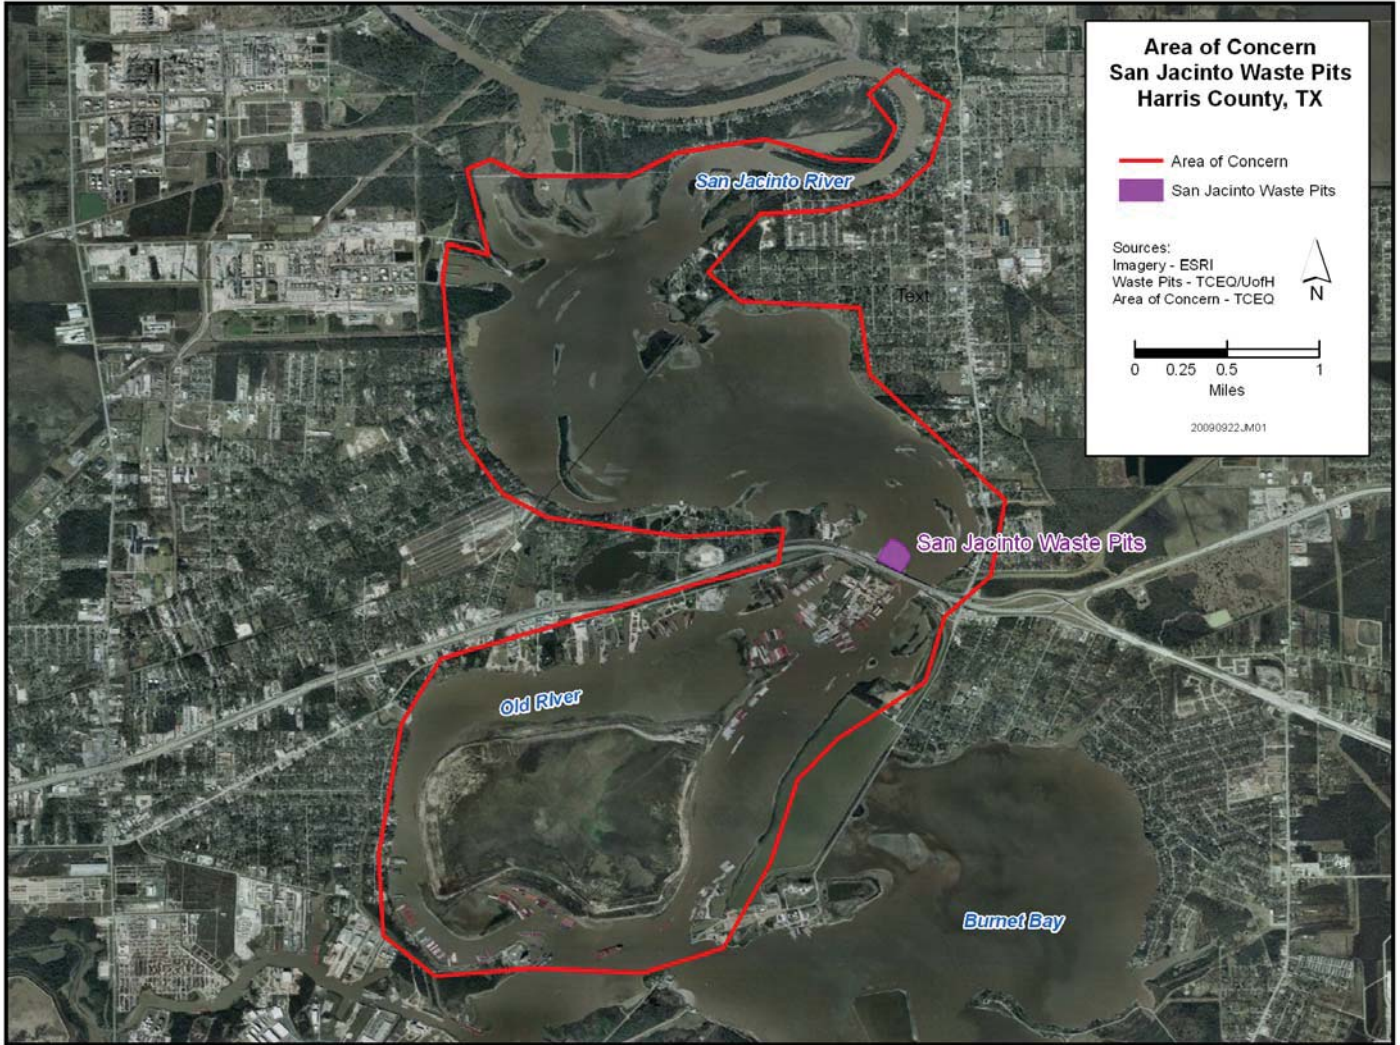 Area of Concern
San Jacinto Waste Pits
Harris County, TX
Area of Concern
San Jacinto Waste Pits
Sources:
Imagery - ESRI
Waste Pits - TCEQ/UofH
Area of Concern - TCEQ
N
0 0.25 0.5 1
Miles
20090922JM01
San Jacinto River
Text
San Jacinto Waste Pits
Old River
Burnet Bay